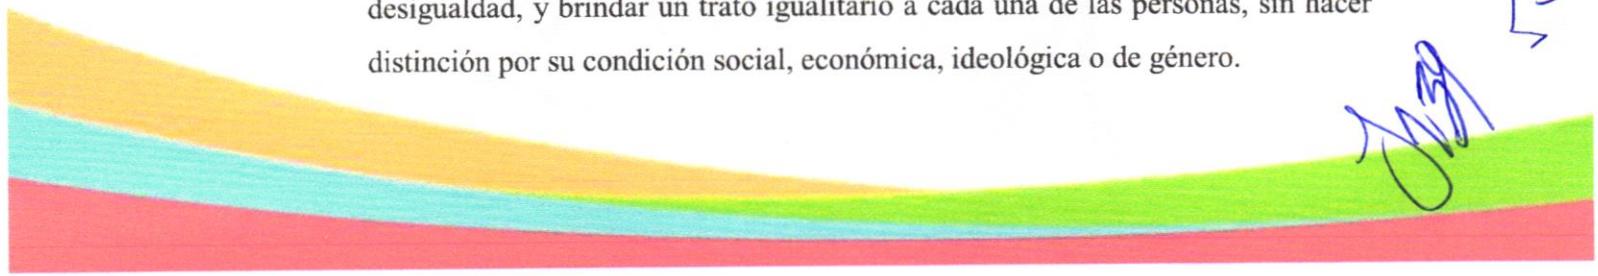 desigualdad, y brindar un trato igualitario a cada una de las personas, sin hacer
distinción por su condición social, económica, ideológica o de género.